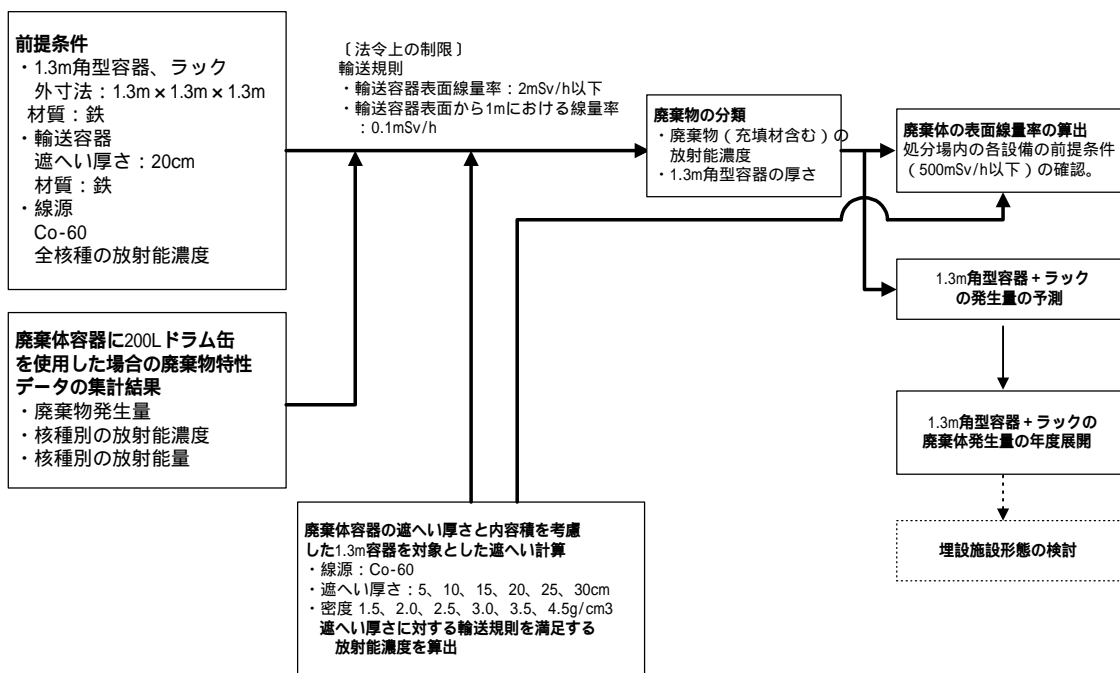 前提条件
・1.3m角型容器、ラック
外寸法：1.3m×1.3m×1.3m
材質：鉄
・輸送容器
遮へい厚さ：20cm
材質：鉄
・線源
Co-60
全核種の放射能濃度
〔法令上の制限〕
輸送規則
・輸送容器表面線量率：2mSv/h以下
・輸送容器表面から1mにおける線量率
：0.1mSv/h
廃棄物の分類
・廃棄物（充填材含む）の
放射能濃度
・1.3m角型容器の厚さ
廃棄体の表面線量率の算出
処分場内の各設備の前提条件
（500mSv/h以下）の確認。
1.3m角型容器+ラック
の発生量の予測
1.3m角型容器+ラックの
廃棄体発生量の年度展開
埋設施設形態の検討
廃棄体容器に200Lドラム缶
を使用した場合の廃棄物特性
データの集計結果
・廃棄物発生量
・核種別の放射能濃度
・核種別の放射能量
廃棄体容器の遮へい厚さと内容積を考慮
した1.3m容器を対象とした遮へい計算
・線源：Co-60
・遮へい厚さ：5、10、15、20、25、30cm
・密度 1.5、2.0、2.5、3.0、3.5、4.5g/cm3
遮へい厚さに対する輸送規則を満足する
放射能濃度を算出